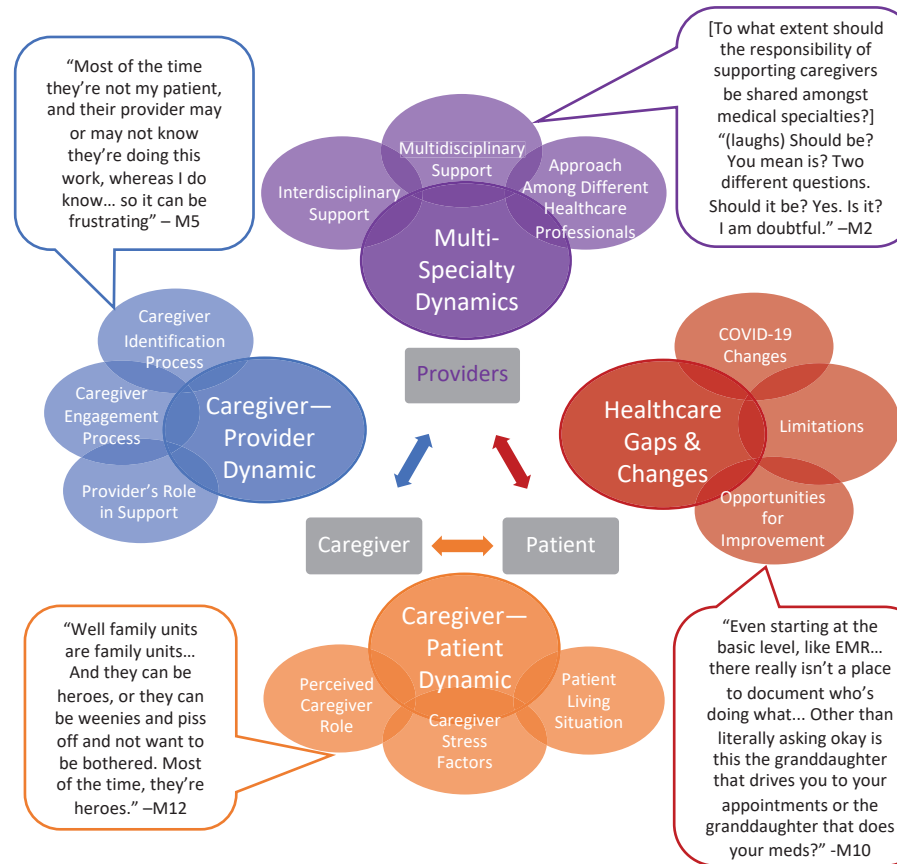 “Most of the time
they’re not my patient,
and their provider may
or may not know
they’re doing this
work, whereas I do
know… so it can be
frustrating” – M5
[To what extent should
the responsibility of
supporting caregivers
be shared amongst
medical specialties?]
“(laughs) Should be?
You mean is? Two
different questions.
Should it be? Yes. Is it?
I am doubtful.” –M2
Interdisciplinary
Support
Multidisciplinary
Support
Approach
Among Different
Healthcare
Professionals
Multi-
Specialty
Dynamics
Caregiver
Identification
Process
Caregiver
Engagement
Process
Provider’s Role
in Support
Caregiver—
Provider
Dynamic
Providers
Healthcare
Gaps &
Changes
COVID-19
Changes
Limitations
Opportunities
for
Improvement
Caregiver
Patient
Caregiver—
Patient
Dynamic
Perceived
Caregiver
Role
Caregiver
Stress
Factors
Patient
Living
Situation
“Well family units
are family units…
And they can be
heroes, or they can
be weenies and piss
off and not want to
be bothered. Most
of the time, they’re
heroes.” –M12
“Even starting at the
basic level, like EMR…
there really isn’t a place
to document who’s
doing what... Other than
literally asking okay is
this the granddaughter
that drives you to your
appointments or the
granddaughter that does
your meds?” -M10